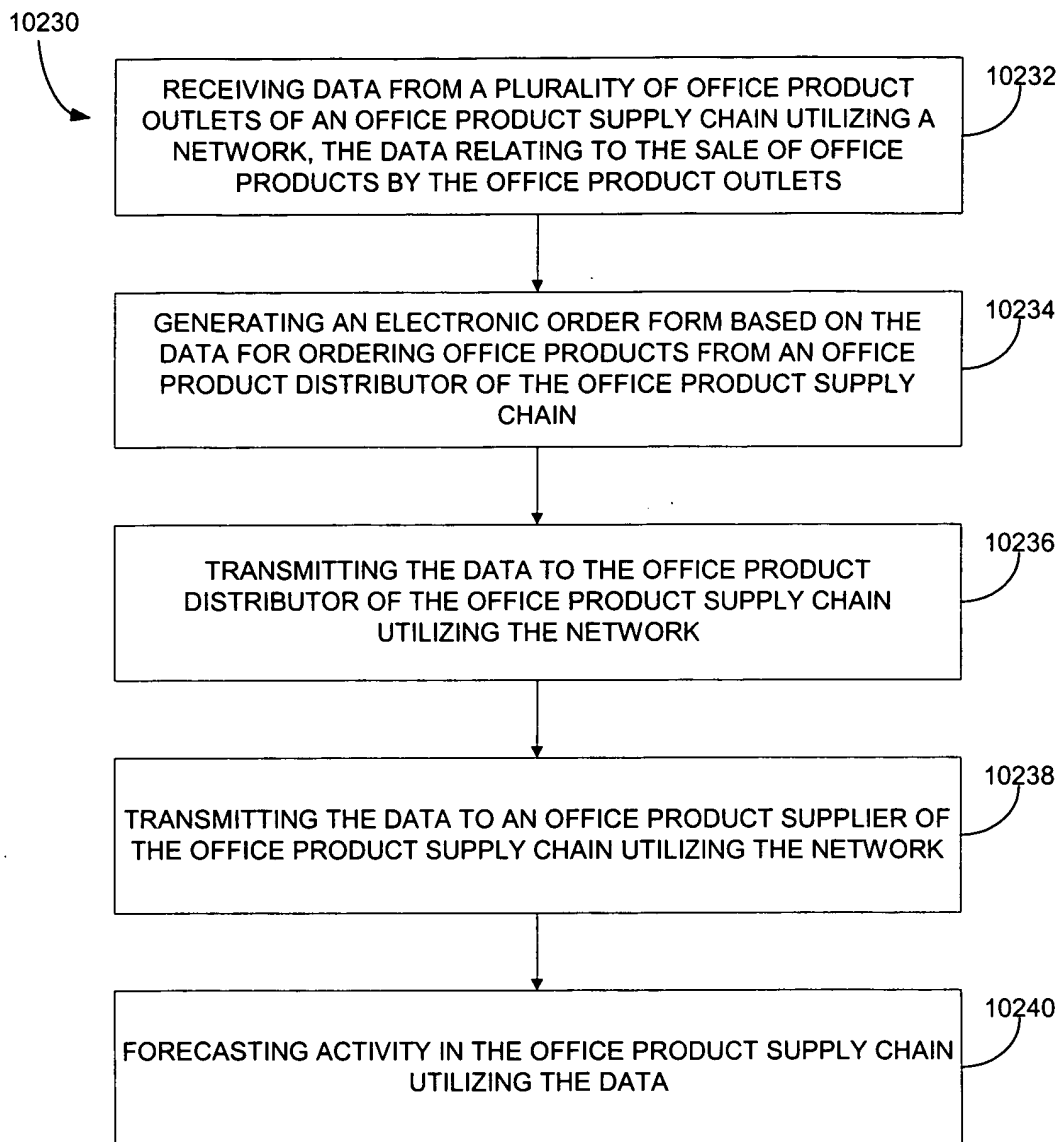 10230
10232
RECEIVING DATA FROM A PLURALITY OF OFFICE PRODUCT
OUTLETS OF AN OFFICE PRODUCT SUPPLY CHAIN UTILIZING A
NETWORK, THE DATA RELATING TO THE SALE OF OFFICE
PRODUCTS BY THE OFFICE PRODUCT OUTLETS
10234
GENERATING AN ELECTRONIC ORDER FORM BASED ON THE
DATA FOR ORDERING OFFICE PRODUCTS FROM AN OFFICE
PRODUCT DISTRIBUTOR OF THE OFFICE PRODUCT SUPPLY
CHAIN
10236
TRANSMITTING THE DATA TO THE OFFICE PRODUCT
DISTRIBUTOR OF THE OFFICE PRODUCT SUPPLY CHAIN
UTILIZING THE NETWORK
10238
TRANSMITTING THE DATA TO AN OFFICE PRODUCT SUPPLIER OF
THE OFFICE PRODUCT SUPPLY CHAIN UTILIZING THE NETWORK
10240
FORECASTING ACTIVITY IN THE OFFICE PRODUCT SUPPLY CHAIN
UTILIZING THE DATA